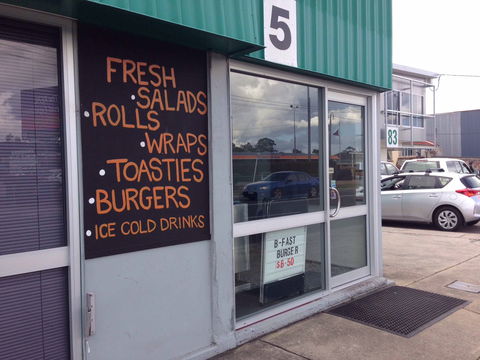 5
FRESH
SALADS
ROLLS
WRAPS
TOASTIES
BURGERS
ICE COLD DRINKS
B-FAST
BURGER
$6.50
83